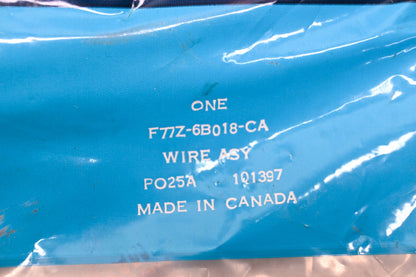 ONE
F77Z-6B018-CA
WIRE ASY
PO25A 101397
MADE IN CANADA